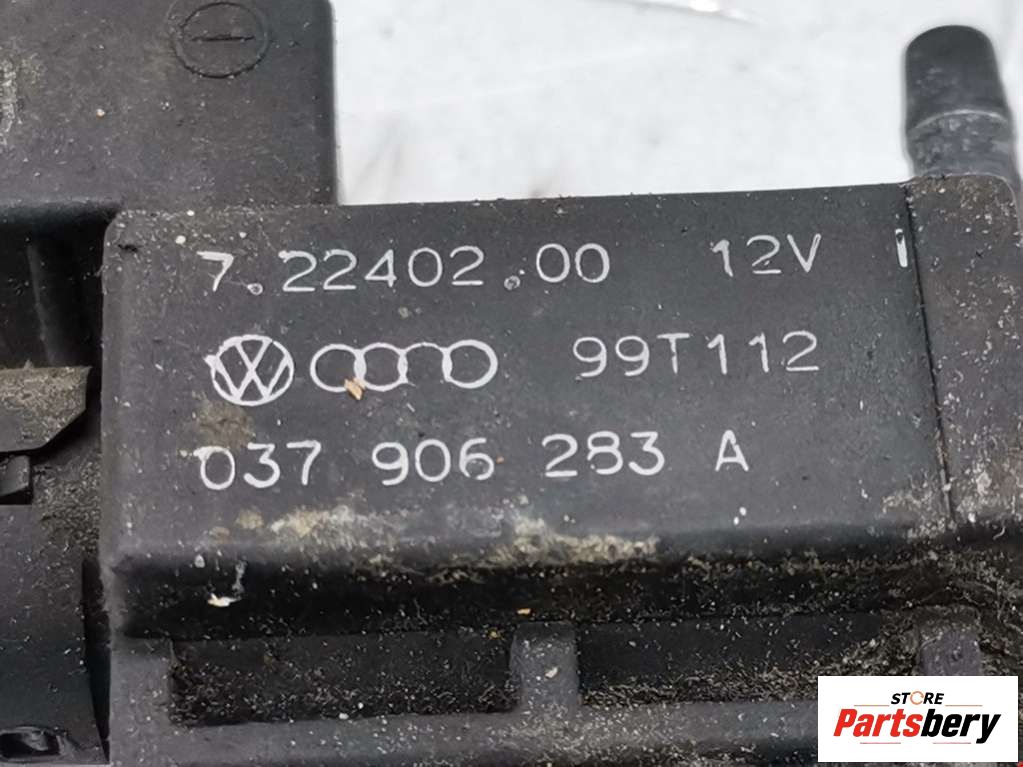 7.22402.00 12V
99T112
037 906 283 A
STORE
Partsbery